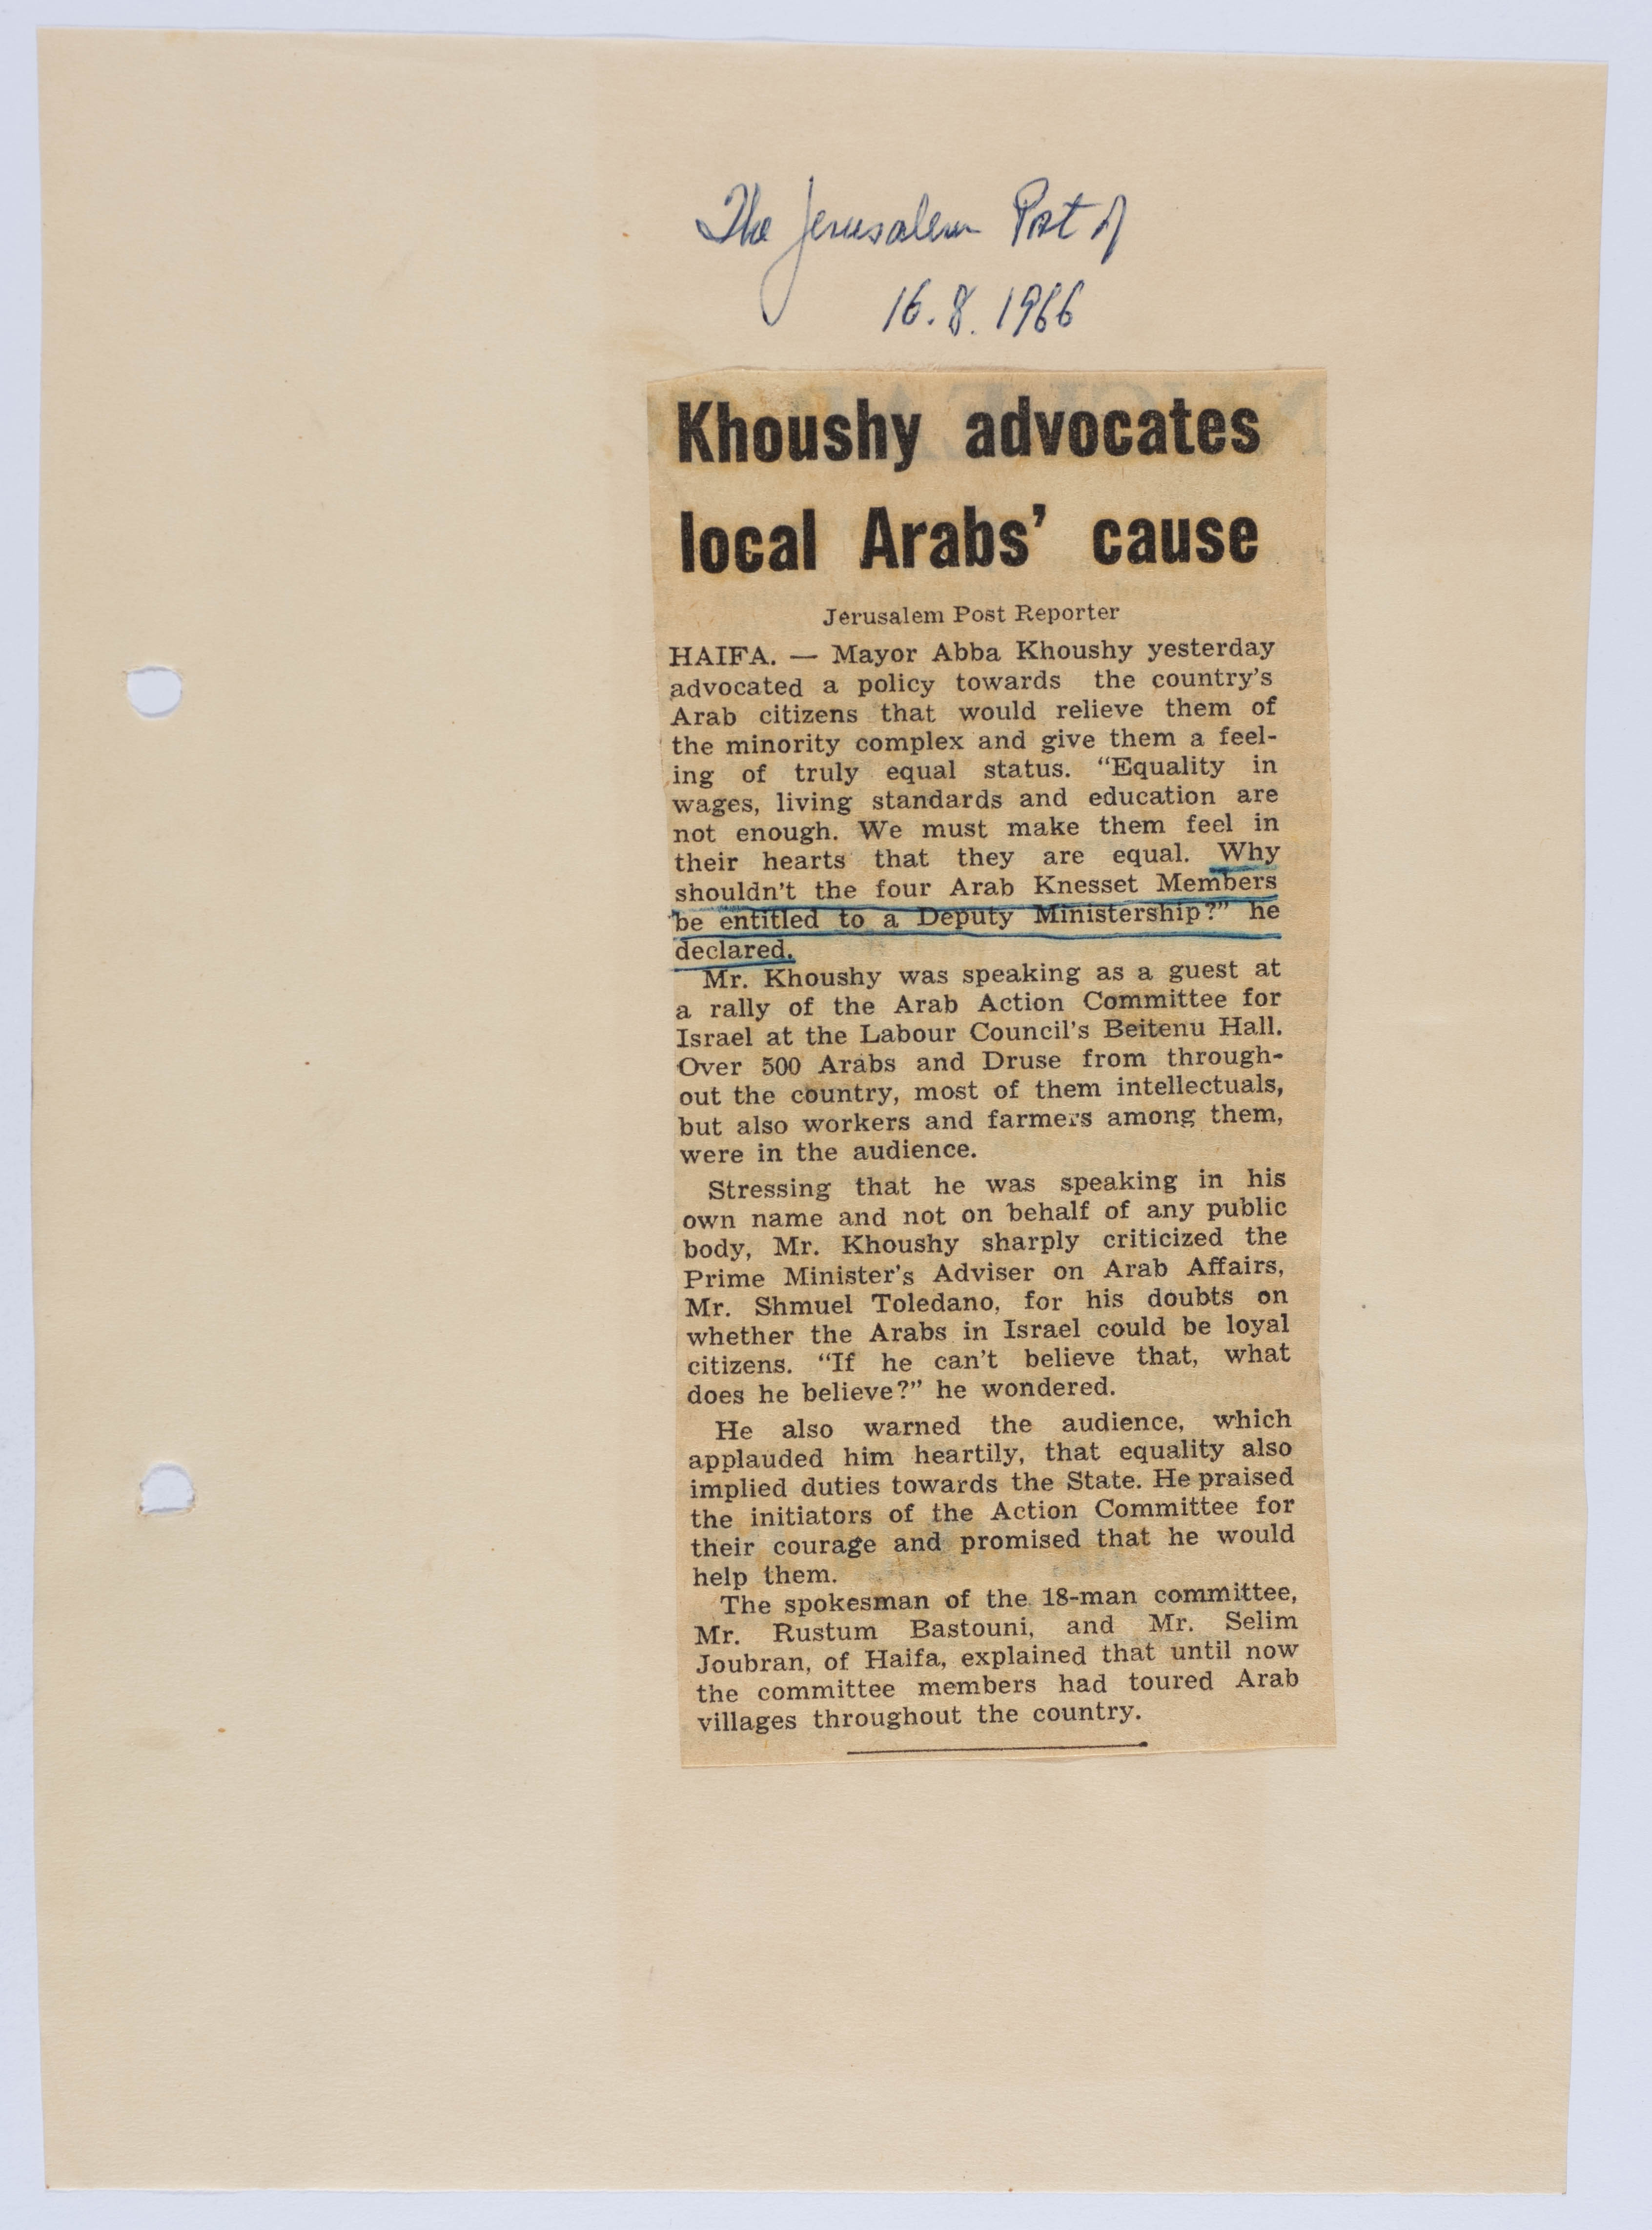 The Jerusalem Post of
16.8.1966
Khoushy advocates
local Arabs' cause
Jerusalem Post Reporter
HAIFA. — Mayor Abba Khoushy yesterday
advocated a policy towards the country's
Arab citizens that would relieve them of
the minority complex and give them a feel-
ing of truly equal status. “Equality in
wages, living standards and education are
not enough. We must make them feel in
their hearts that they are equal. Why
shouldn't the four Arab Knesset Members
be entitled to a Deputy Ministership?” he
declared.
Mr. Khoushy was speaking as a guest at
a rally of the Arab Action Committee for
Israel at the Labour Council's Beitenu Hall.
Over 500 Arabs and Druse from through-
out the country, most of them intellectuals,
but also workers and farmers among them,
were in the audience.
Stressing that he was speaking in his
own name and not on behalf of any public
body, Mr. Khoushy sharply criticized the
Prime Minister's Adviser on Arab Affairs,
Mr. Shmuel Toledano, for his doubts on
whether the Arabs in Israel could be loyal
citizens. “If he can't believe that, what
does he believe?” he wondered.
He also warned the audience, which
applauded him heartily, that equality also
implied duties towards the State. He praised
the initiators of the Action Committee for
their courage and promised that he would
help them.
The spokesman of the 18-man committee,
Mr. Rustum Bastouni, and Mr. Selim
Joubran, of Haifa, explained that until now
the committee members had toured Arab
villages throughout the country.